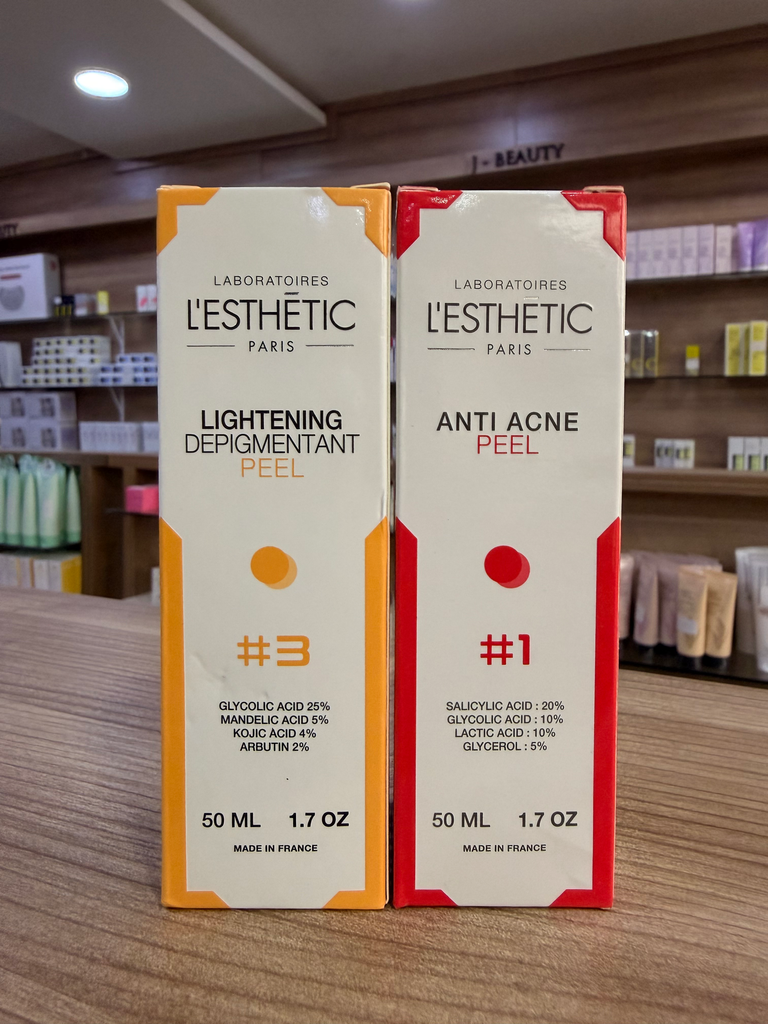 J - BEAUTY
LABORATOIRES
L'ESTHĒTIC
PARIS
LIGHTENING
DEPIGMENTANT
PEEL
#3
GLYCOLIC ACID 25%
MANDELIC ACID 5%
KOJIC ACID 4%
ARBUTIN 2%
50 ML 1.7 OZ
MADE IN FRANCE
LABORATOIRES
L'ESTHĒTIC
PARIS
ANTI ACNE
PEEL
#1
SALICYLIC ACID : 20%
GLYCOLIC ACID : 10%
LACTIC ACID : 10%
GLYCEROL : 5%
50 ML 1.7 OZ
MADE IN FRANCE